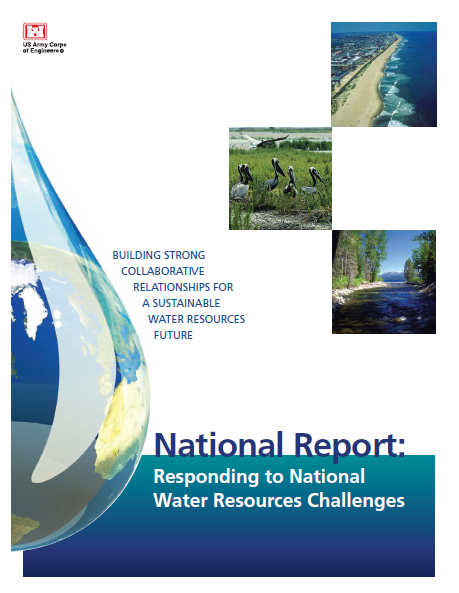 US Army Corps
of Engineers®
BUILDING STRONG
COLLABORATIVE
RELATIONSHIPS FOR
A SUSTAINABLE
WATER RESOURCES
FUTURE
National Report:
Responding to National
Water Resources Challenges